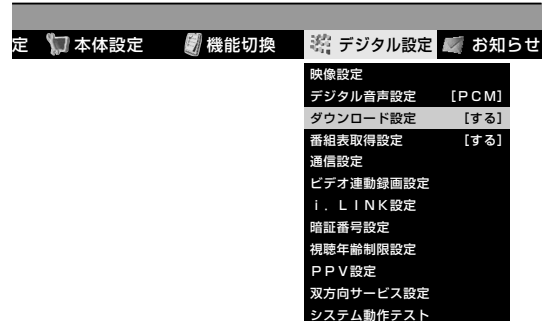 定 本体設定 機能切換 デジタル設定 お知らせ
映像設定
デジタル音声設定 [PCM]
ダウンロード設定 [する]
番組表取得設定 [する]
通信設定
ビデオ連動録画設定
i.LINK設定
暗証番号設定
視聴年齢制限設定
PPV設定
双方向サービス設定
システム動作テスト